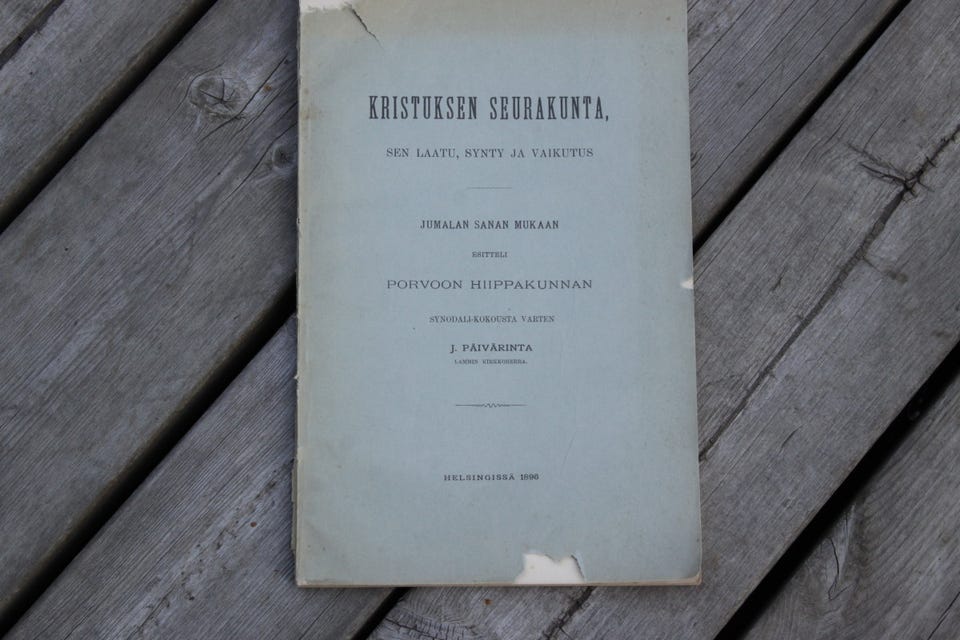 KRISTUKSEN SEURAKUNTA,
SEN LAATU, SYNTY JA VAIKUTUS
JUMALAN SANAN MUKAAN
ESITTELI
PORVOON HIIPPAKUNNAN
SYNODALI-KOKOUSTA VARTEN
J. PÄIVÄRINTA
LAMMIN KIRKKOHERRA.
HELSINGISSÄ 1896